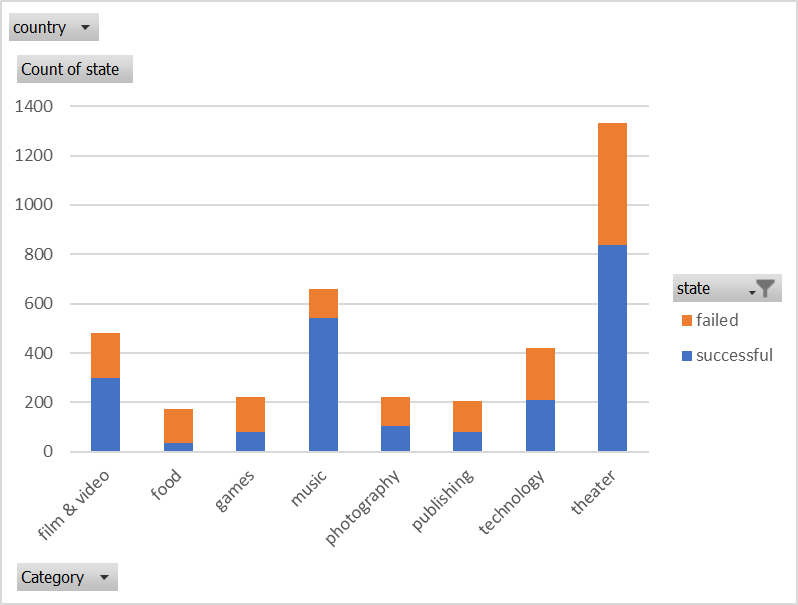 country
Count of state
1400
1200
1000
800
600
400
200
0
film & video
food
games
music
photography
publishing
technology
theater
state
failed
successful
Category